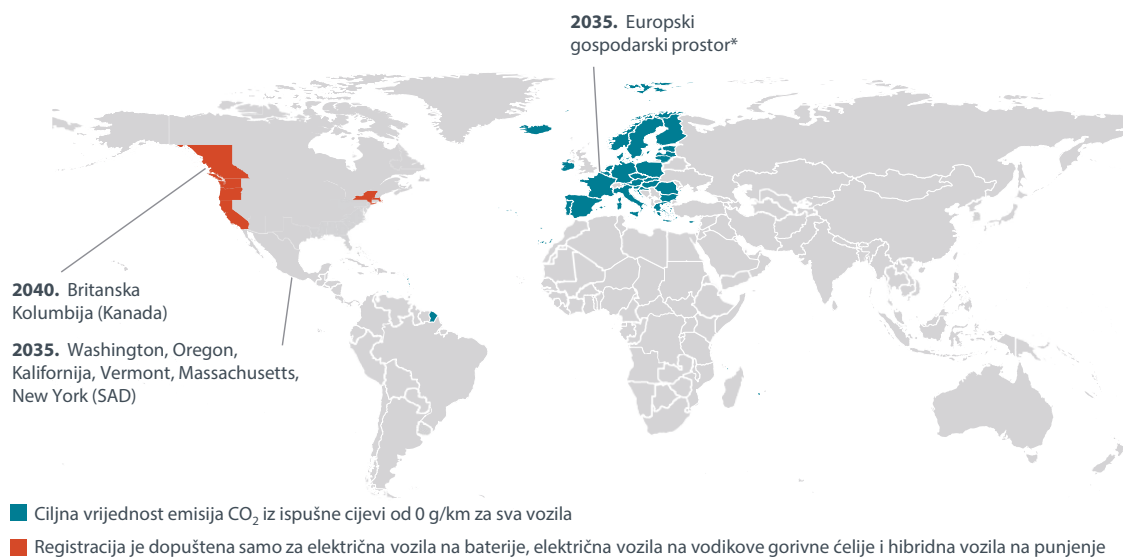 2035. Europski
gospodarski prostor*
2040. Britanska
Kolumbija (Kanada)
2035. Washington, Oregon,
Kalifornija, Vermont, Massachusetts,
New York (SAD)
Ciljna vrijednost emisija CO₂ iz ispušne cijevi od 0 g/km za sva vozila
Registracija je dopuštena samo za električna vozila na baterije, električna vozila na vodikove gorivne ćelije i hibridna vozila na punjenje